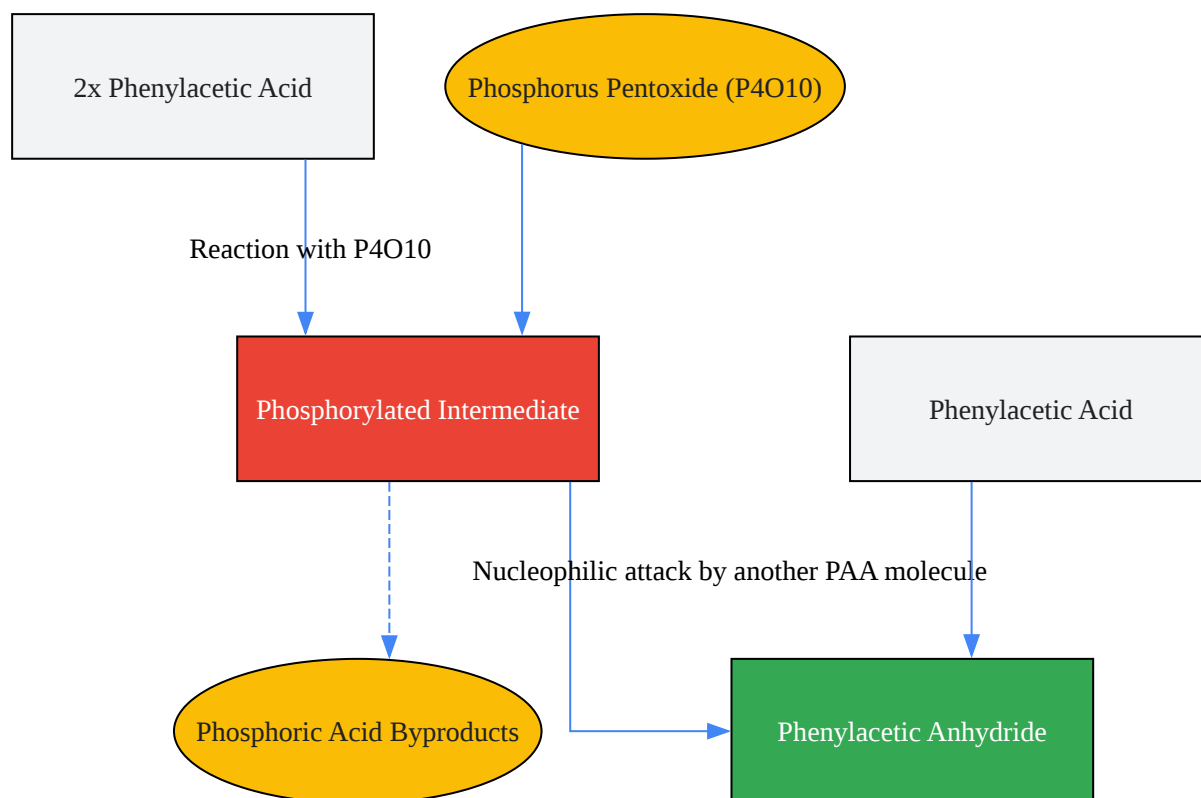 2x Phenylacetic Acid
Phosphorus Pentoxide (P4O10)
Reaction with P4O10
Phosphorylated Intermediate
Phenylacetic Acid
Nucleophilic attack by another PAA molecule
Phosphoric Acid Byproducts
Phenylacetic Anhydride